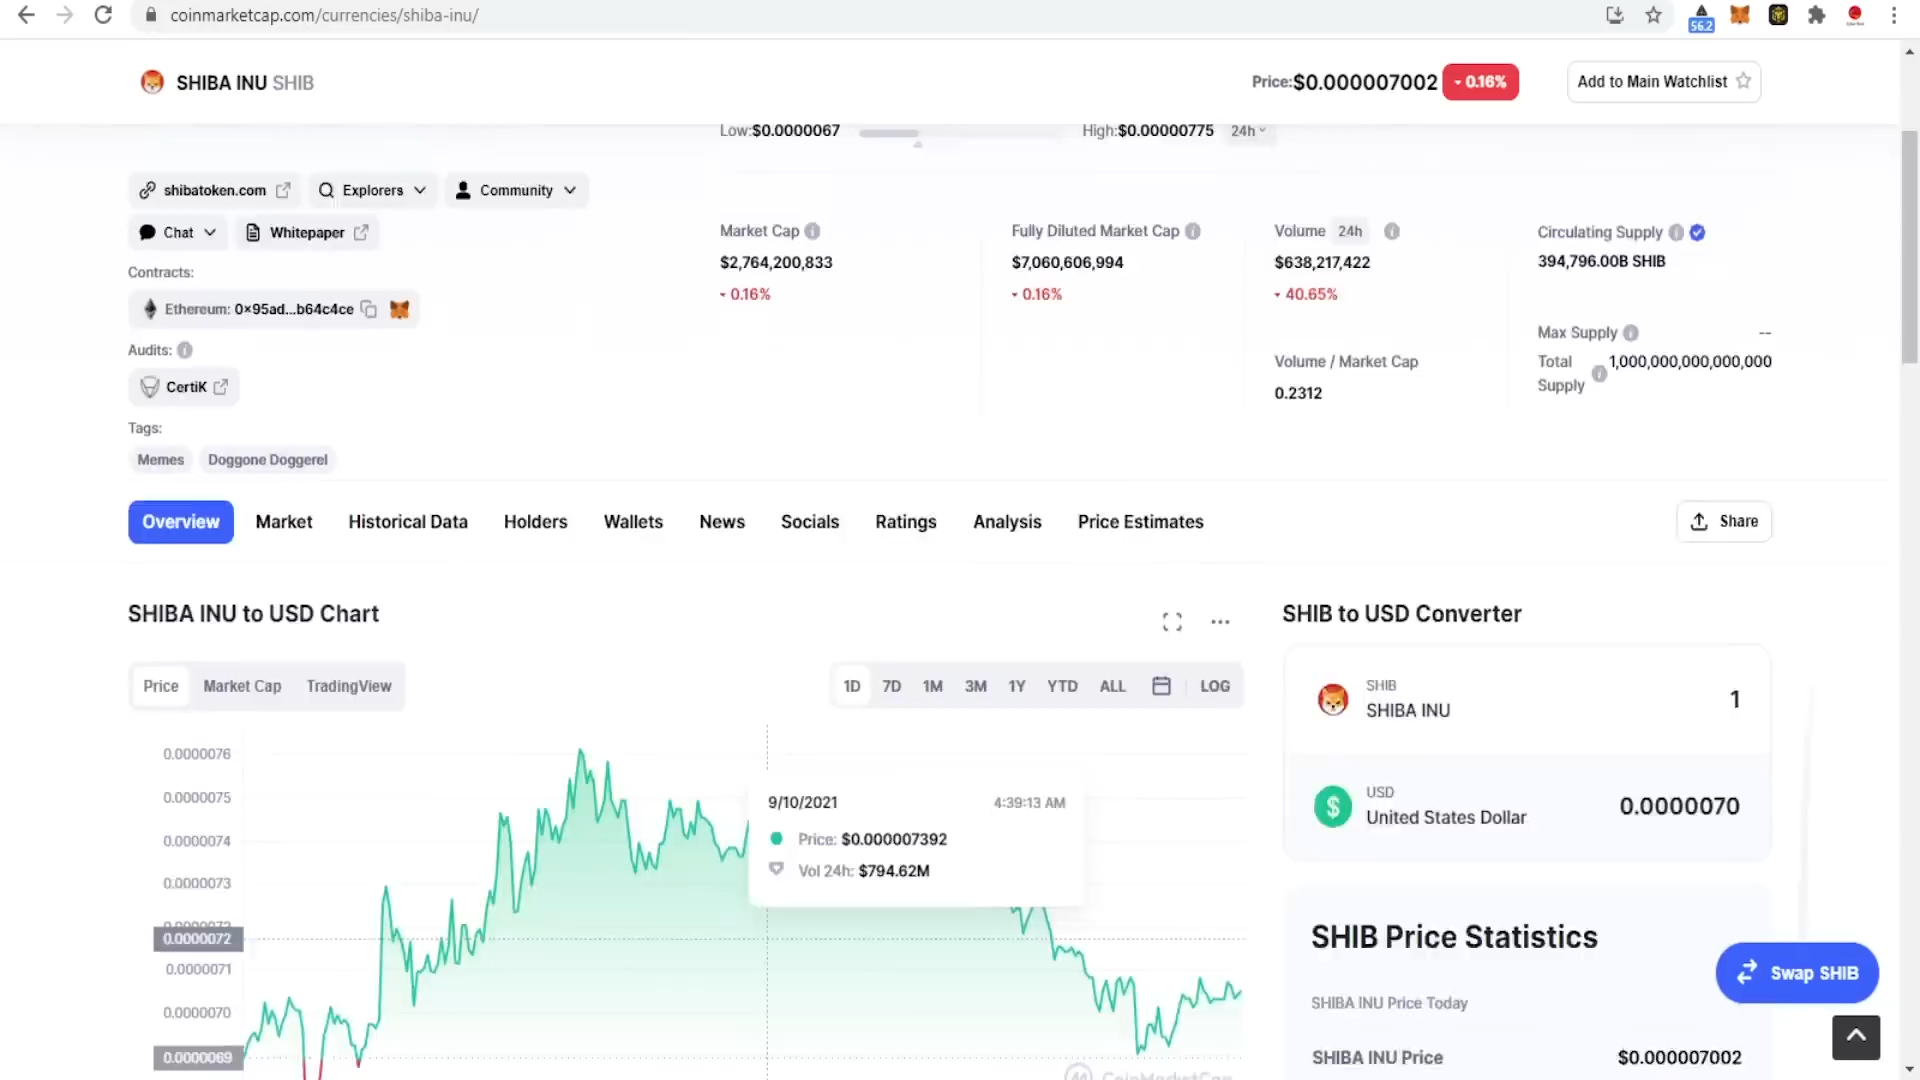 coinmarketcap.com/currencies/shiba-inu/
56.2
SHIBA INU SHIB
Price:$0.000007002 0.16%
Add to Main Watchlist
Low:$0.0000067
High:$0.00000775 24h
shibatoken.com
Explorers
Community
Chat
Whitepaper
Contracts:
Ethereum: 0×95ad...b64c4ce
Audits:
CertiK
Tags:
Memes
Doggone Doggerel
Market Cap
$2,764,200,833
0.16%
Fully Diluted Market Cap
$7,060,606,994
0.16%
Volume 24h
$638,217,422
40.65%
Volume / Market Cap
0.2312
Circulating Supply
394,796.00B SHIB
Max Supply --
Total Supply 1,000,000,000,000,000
Overview Market Historical Data Holders Wallets News Socials Ratings Analysis Price Estimates
Share
SHIBA INU to USD Chart
Price Market Cap TradingView
1D 7D 1M 3M 1Y YTD ALL LOG
0.0000076
0.0000075
0.0000074
0.0000073
0.0000072
0.0000071
0.0000070
0.0000069
9/10/2021 4:39:13 AM
Price: $0.000007392
Vol 24h: $794.62M
CoinMarketCap
SHIB to USD Converter
SHIB
SHIBA INU
1
USD
United States Dollar
0.0000070
SHIB Price Statistics
SHIBA INU Price Today
SHIBA INU Price $0.000007002
Swap SHIB